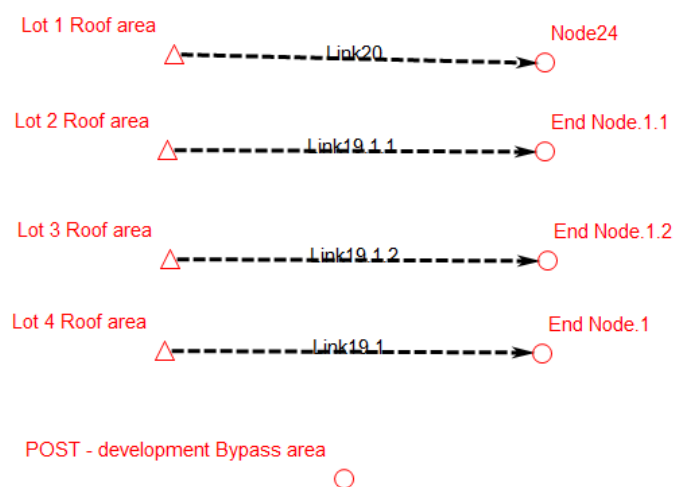 Lot 1 Roof area
Link20
Node24
Lot 2 Roof area
Link19.1.1
End Node.1.1
Lot 3 Roof area
Link19.1.2
End Node.1.2
Lot 4 Roof area
Link19.1
End Node.1
POST - development Bypass area